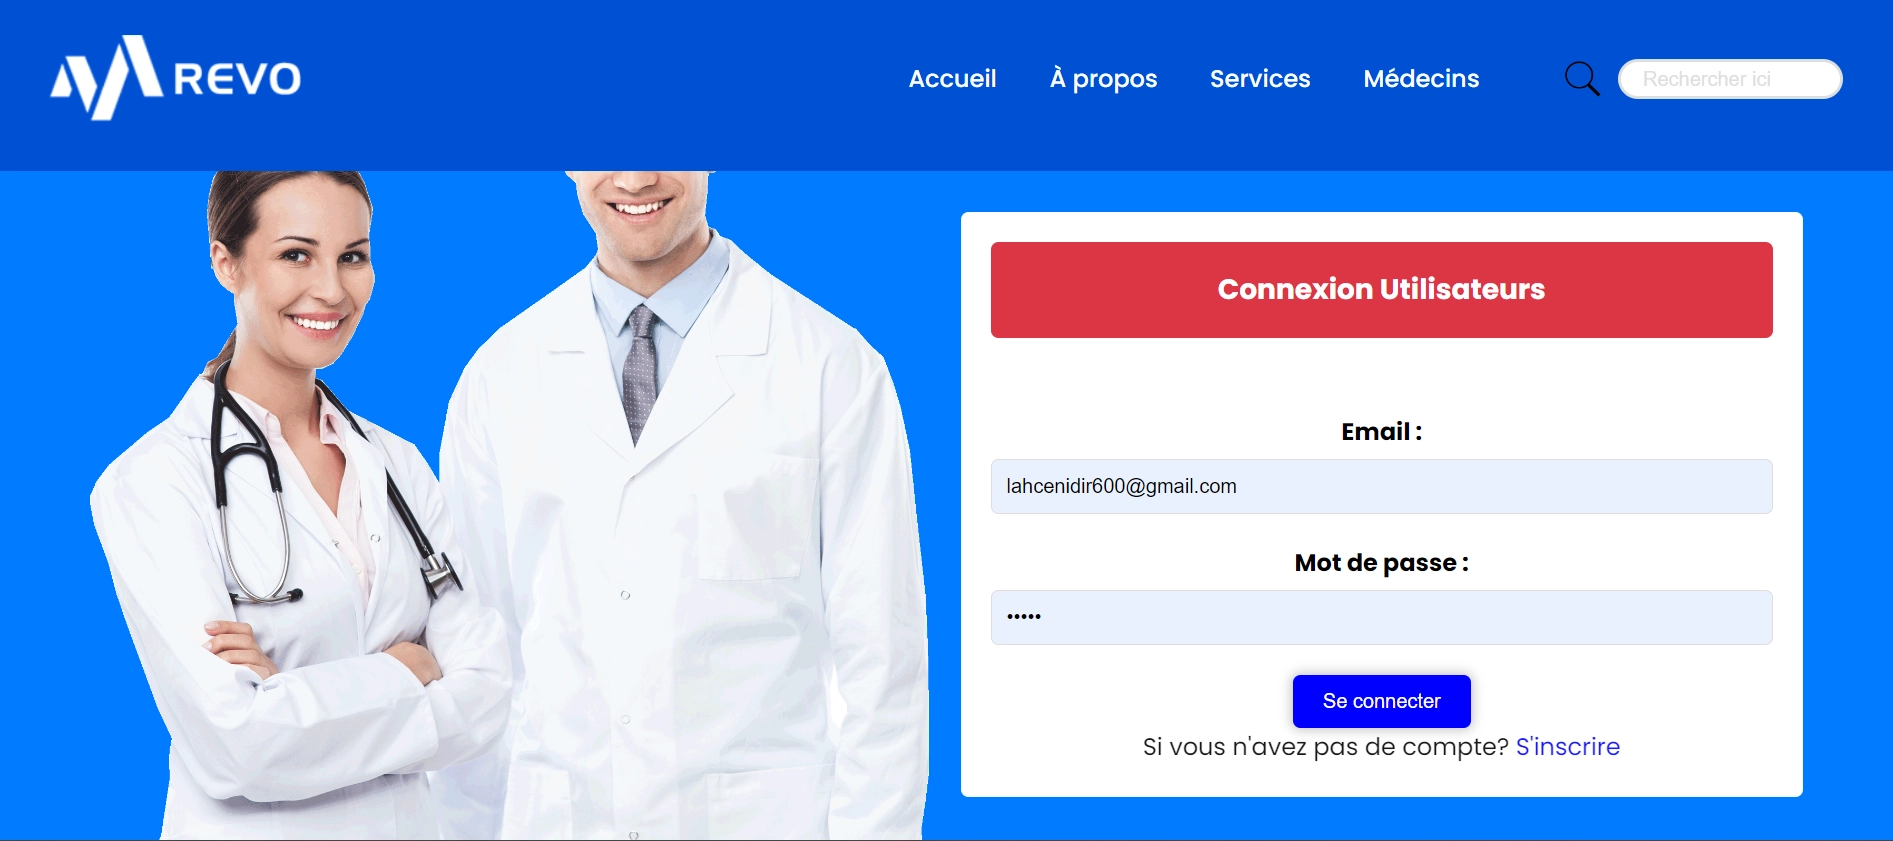 REVO
Accueil À propos Services Médecins Rechercher ici
Connexion Utilisateurs
Email :
lahcenidir600@gmail.com
Mot de passe :
•••••
Se connecter
Si vous n'avez pas de compte? S'inscrire